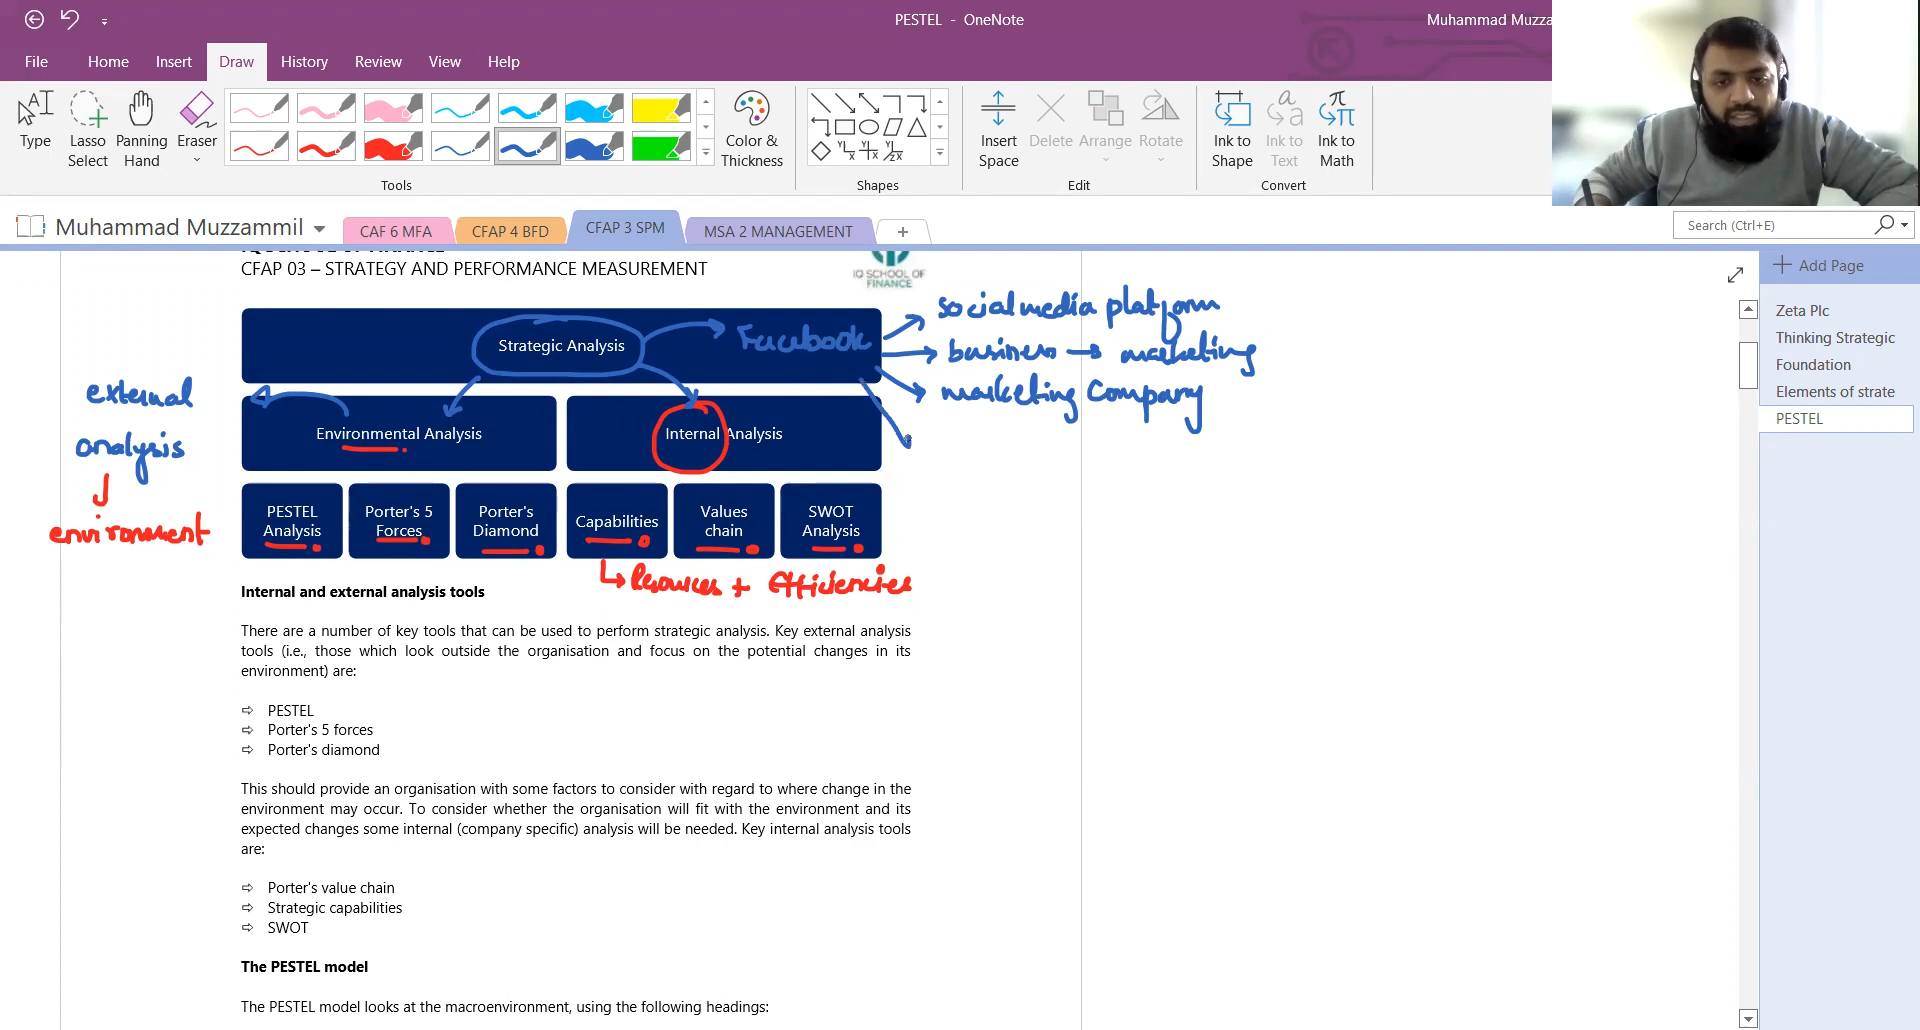 PESTEL - OneNote
Muhammad Muzza
File Home Insert Draw History Review View Help
Type
Lasso Select
Panning Hand
Eraser
Color & Thickness
Insert Space
Delete
Arrange
Rotate
Ink to Shape
Ink to Text
Ink to Math
Tools
Shapes
Edit
Convert
Muhammad Muzzammil
CAF 6 MFA
CFAP 4 BFD
CFAP 3 SPM
MSA 2 MANAGEMENT
Search (Ctrl+E)
CFAP 03 – STRATEGY AND PERFORMANCE MEASUREMENT
IQ SCHOOL OF
FINANCE
Strategic Analysis
Facebook
social media platform
business → marketing
marketing Company
external
analysis
environment
Environmental Analysis
Internal Analysis
PESTEL Analysis
Porter's 5 Forces
Porter's Diamond
Capabilities
Values chain
SWOT Analysis
Resources + Efficiencies
Internal and external analysis tools
There are a number of key tools that can be used to perform strategic analysis. Key external analysis
tools (i.e., those which look outside the organisation and focus on the potential changes in its
environment) are:
⇨ PESTEL
⇨ Porter's 5 forces
⇨ Porter's diamond
This should provide an organisation with some factors to consider with regard to where change in the
environment may occur. To consider whether the organisation will fit with the environment and its
expected changes some internal (company specific) analysis will be needed. Key internal analysis tools
are:
⇨ Porter's value chain
⇨ Strategic capabilities
⇨ SWOT
The PESTEL model
The PESTEL model looks at the macroenvironment, using the following headings:
Add Page
Zeta Plc
Thinking Strategic
Foundation
Elements of strate
PESTEL